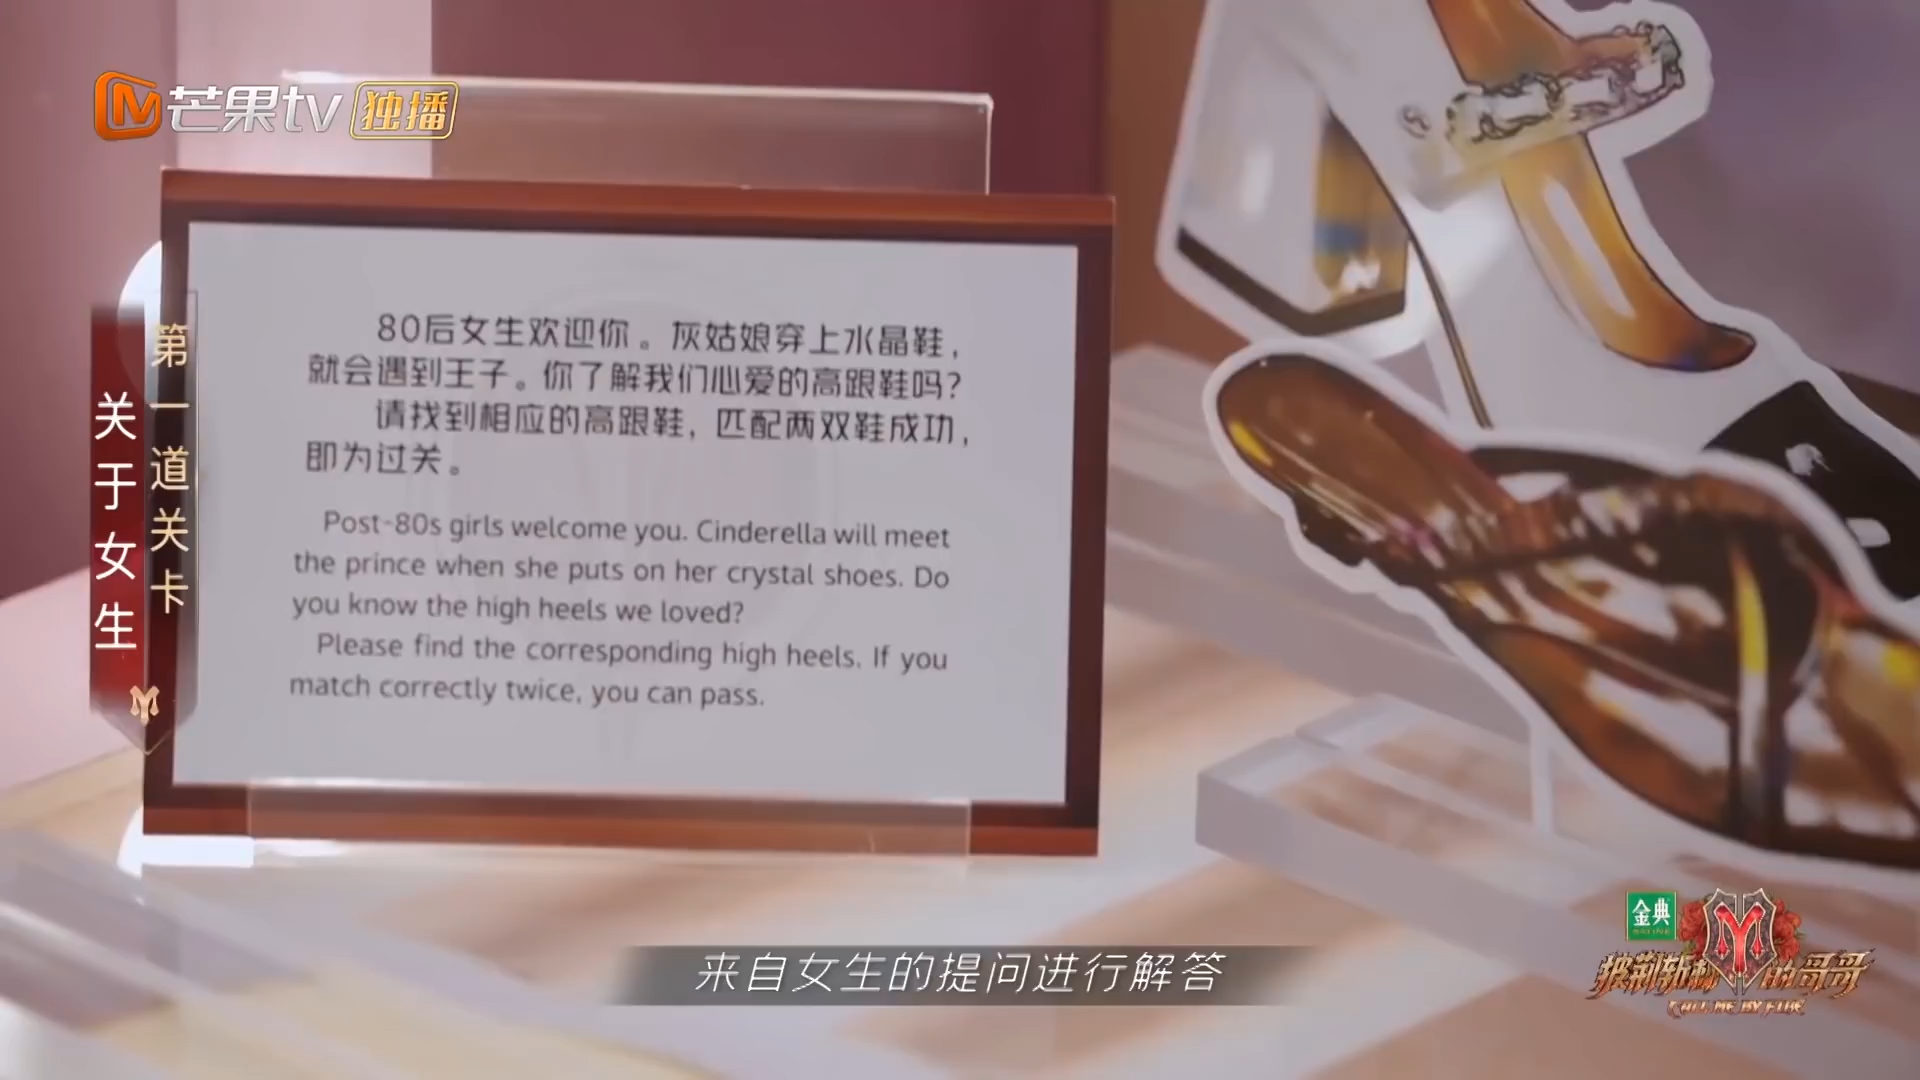 芒果tv 独播
第一道关卡
关于女生
80后女生欢迎你。灰姑娘穿上水晶鞋，
就会遇到王子。你了解我们心爱的高跟鞋吗？
请找到相应的高跟鞋，匹配两双鞋成功，
即为过关。
Post-80s girls welcome you. Cinderella will meet
the prince when she puts on her crystal shoes. Do
you know the high heels we loved?
Please find the corresponding high heels. If you
match correctly twice, you can pass.
来自女生的提问进行解答
金典
披荆斩棘的哥哥
CALL ME BY FIRE